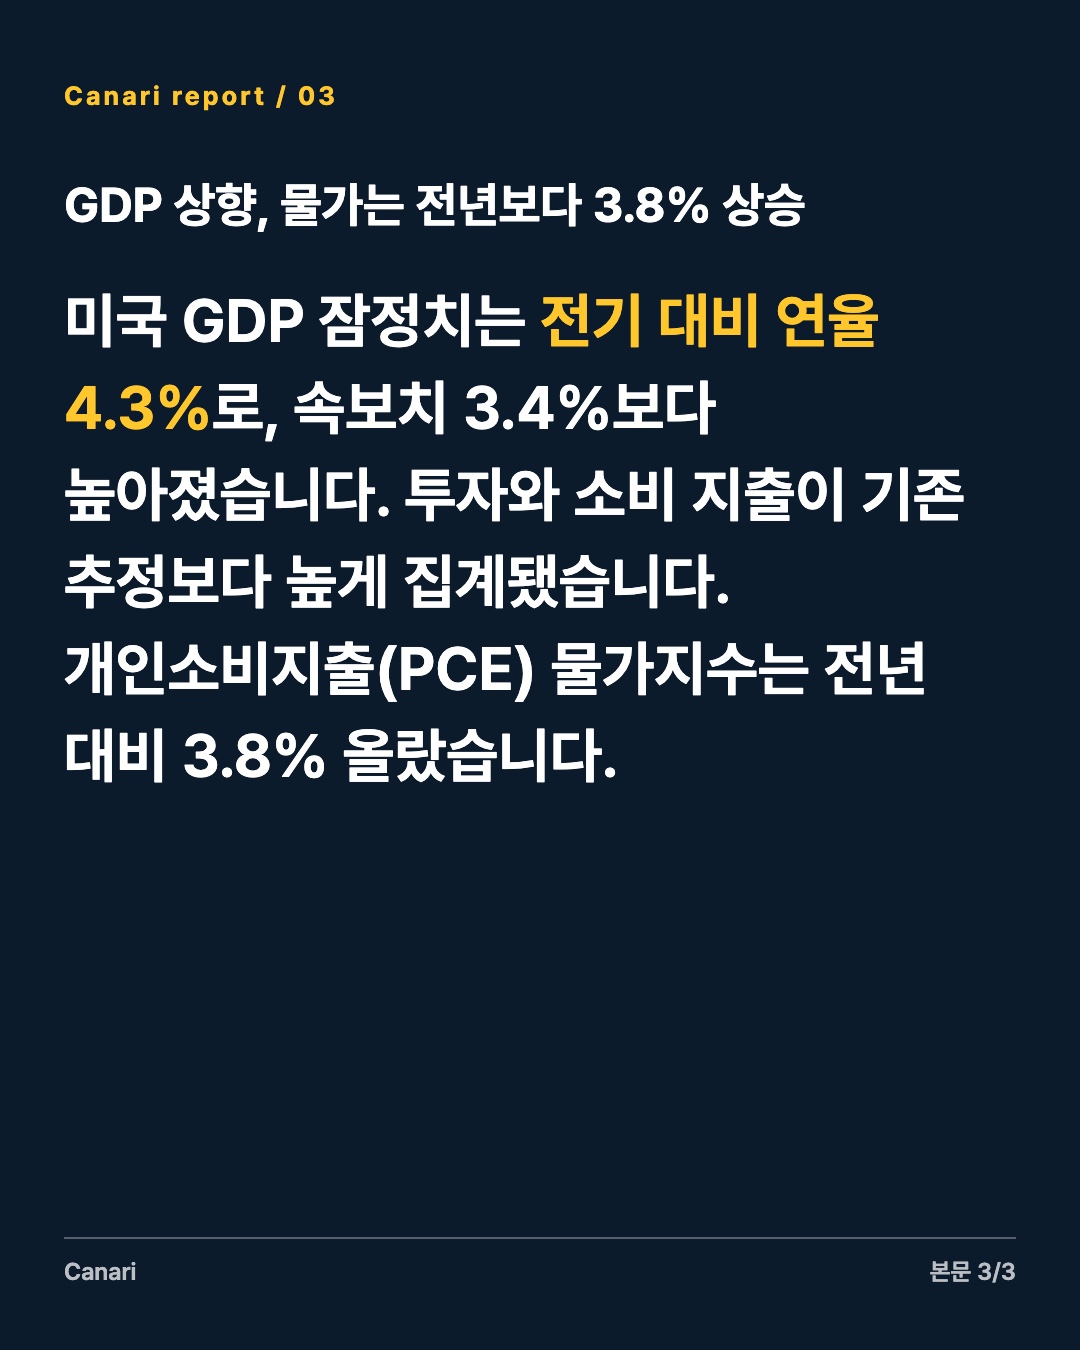 Canari report / 03
GDP 상향, 물가는 전년보다 3.8% 상승
미국 GDP 잠정치는 전기 대비 연율
4.3%로, 속보치 3.4%보다
높아졌습니다. 투자와 소비 지출이 기존
추정보다 높게 집계됐습니다.
개인소비지출(PCE) 물가지수는 전년
대비 3.8% 올랐습니다.
Canari
본문 3/3